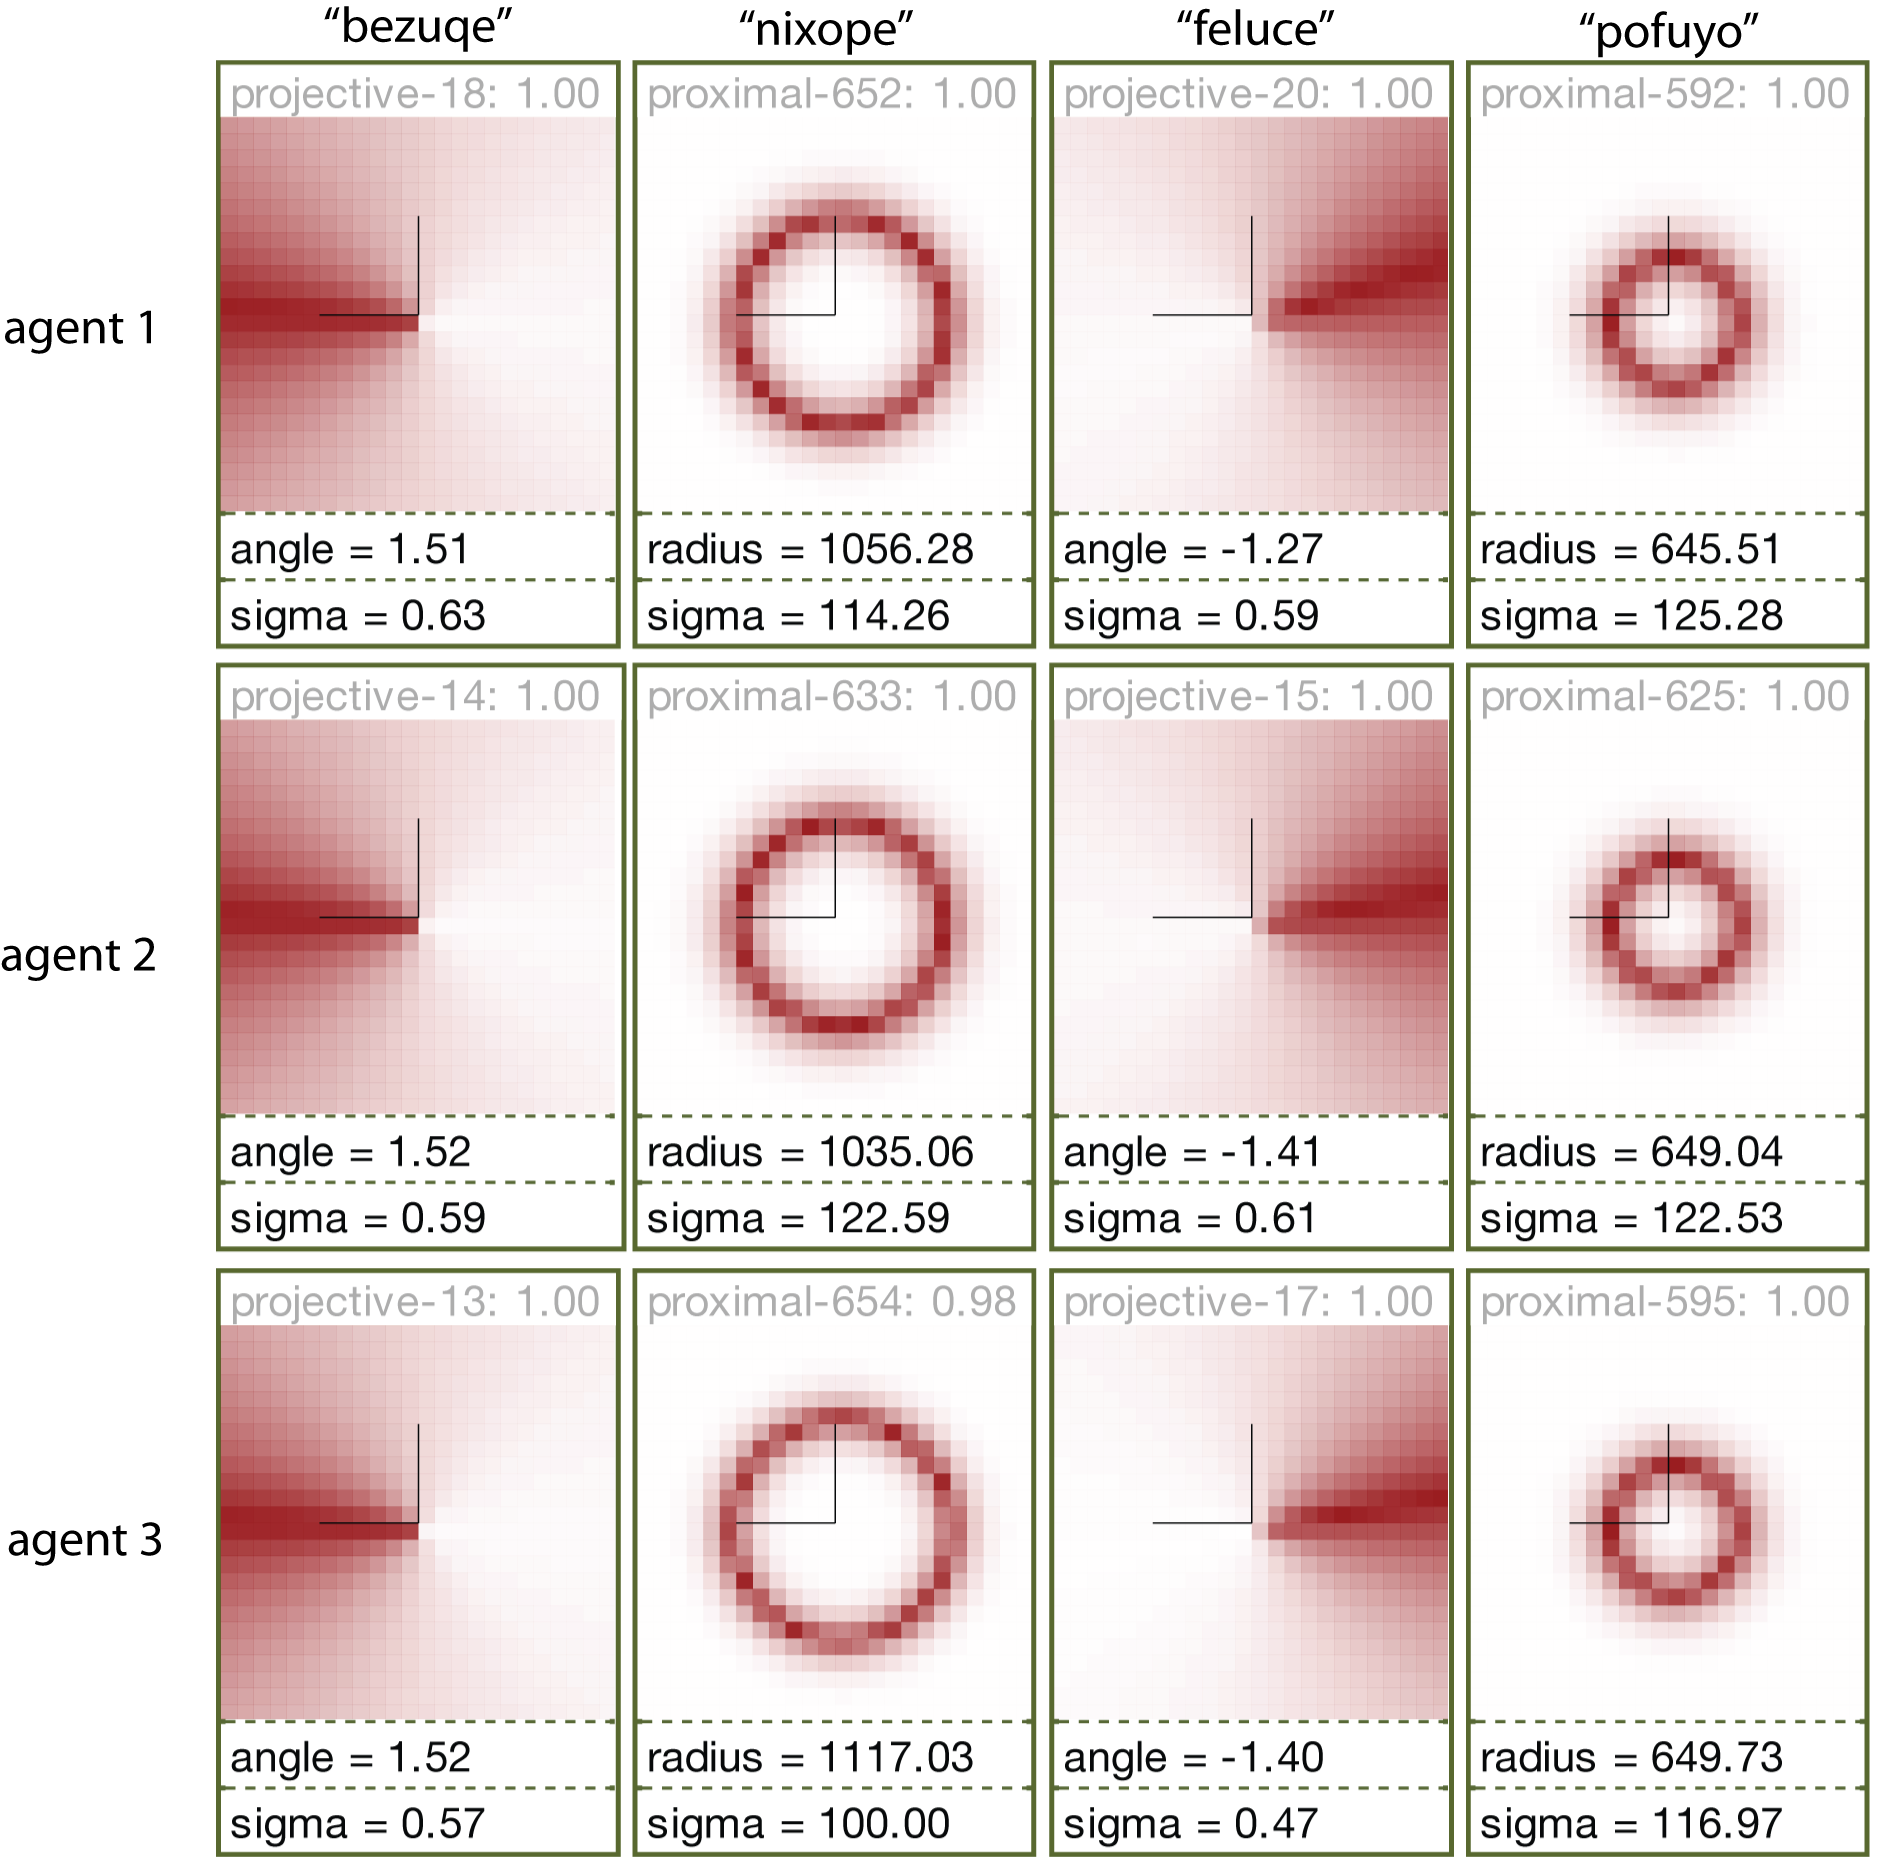 “bezuqe” “nixope” “feluce” “pofuyo”
projective-18: 1.00 proximal-652: 1.00 projective-20: 1.00 proximal-592: 1.00
agent 1
angle = 1.51 radius = 1056.28 angle = -1.27 radius = 645.51
sigma = 0.63 sigma = 114.26 sigma = 0.59 sigma = 125.28
projective-14: 1.00 proximal-633: 1.00 projective-15: 1.00 proximal-625: 1.00
agent 2
angle = 1.52 radius = 1035.06 angle = -1.41 radius = 649.04
sigma = 0.59 sigma = 122.59 sigma = 0.61 sigma = 122.53
projective-13: 1.00 proximal-654: 0.98 projective-17: 1.00 proximal-595: 1.00
agent 3
angle = 1.52 radius = 1117.03 angle = -1.40 radius = 649.73
sigma = 0.57 sigma = 100.00 sigma = 0.47 sigma = 116.97